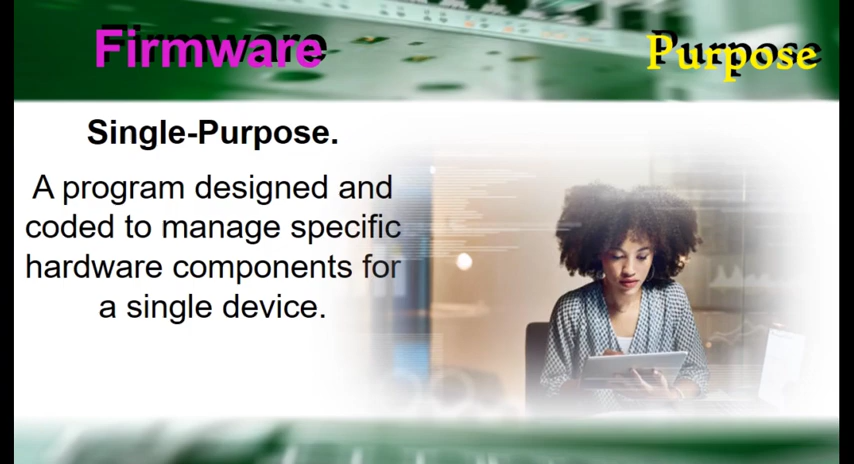 Firmware
Purpose
Single-Purpose.
A program designed and
coded to manage specific
hardware components for
a single device.